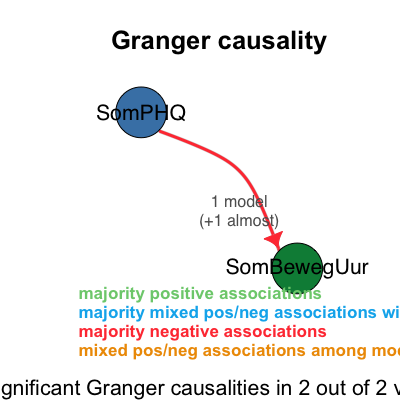 Granger causality
SomPHQ
1 model
(+1 almost)
SomBewegUur
majority positive associations
majority mixed pos/neg associations wi
majority negative associations
mixed pos/neg associations among mo
gnificant Granger causalities in 2 out of 2 v